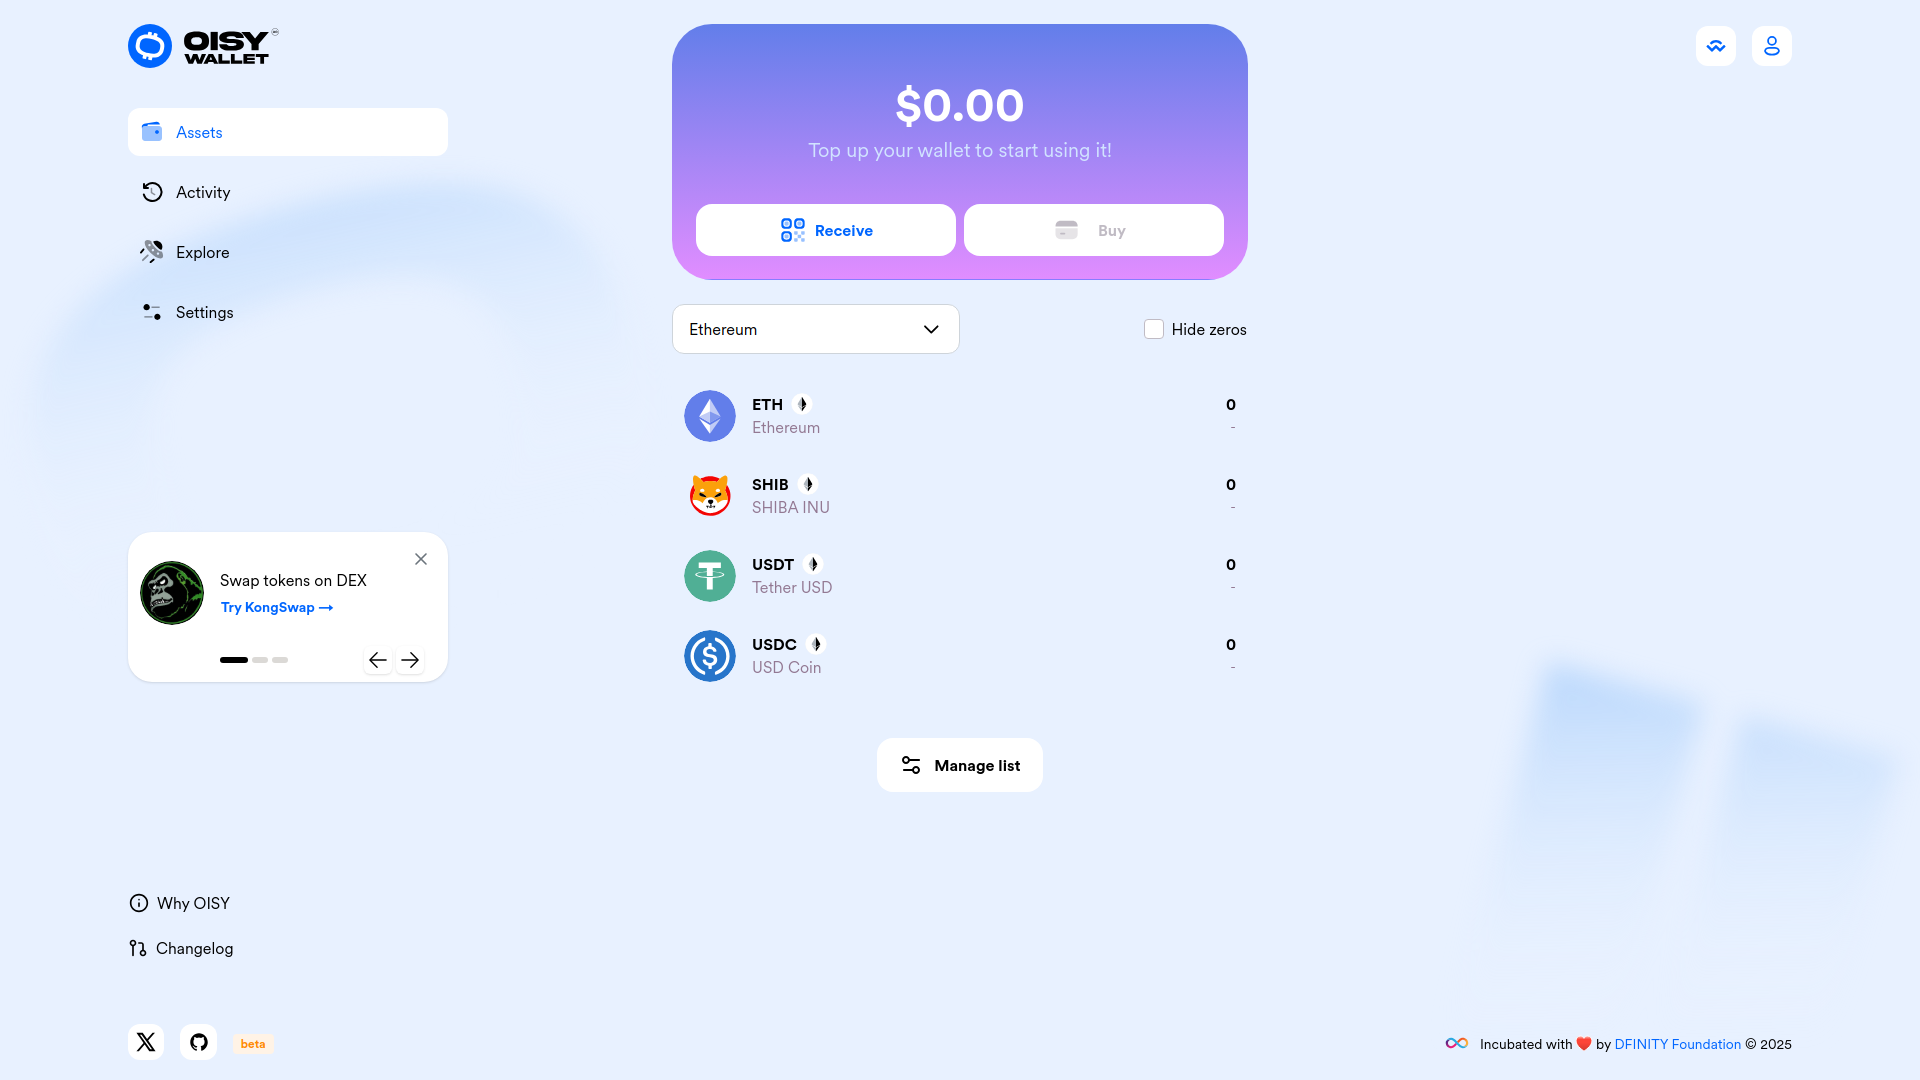 OISY
WALLET
Assets
Activity
Explore
Settings
Swap tokens on DEX
Try KongSwap →
Why OISY
Changelog
beta
$0.00
Top up your wallet to start using it!
Receive
Buy
Ethereum
Hide zeros
ETH
0
Ethereum
-
SHIB
0
SHIBA INU
-
USDT
0
Tether USD
-
USDC
0
USD Coin
-
Manage list
Incubated with ❤️ by DFINITY Foundation © 2025